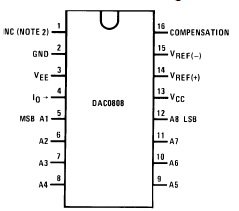 NC (NOTE 2) 1 16 COMPENSATION
GND 2 15 VREF(−)
VEE 3 14 VREF(+)
IO → 4 13 VCC
DAC0808
MSB A1 5 12 A8 LSB
A2 6 11 A7
A3 7 10 A6
A4 8 9 A5